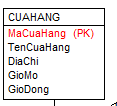 CUAHANG
MaCuaHang (PK)
TenCuaHang
DiaChi
GioMo
GioDong